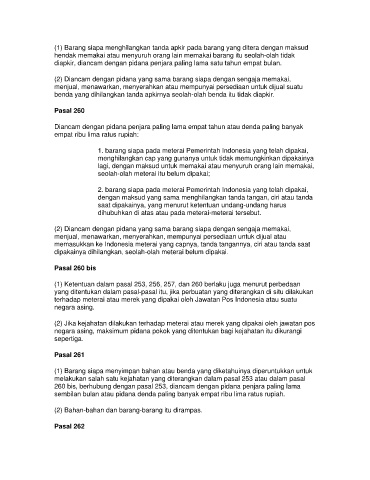 (1) Barang siapa menghilangkan tanda apkir pada barang yang ditera dengan maksud
hendak memakai atau menyuruh orang lain memakai barang itu seolah-olah tidak
diapkir, diancam dengan pidana penjara paling lama satu tahun empat bulan.
(2) Diancam dengan pidana yang sama barang siapa dengan sengaja memakai,
menjual, menawarkan, menyerahkan atau mempunyai persediaan untuk dijual suatu
benda yang dihilangkan tanda apkirnya seolah-olah benda itu tidak diapkir.
Pasal 260
Diancam dengan pidana penjara paling lama empat tahun atau denda paling banyak
empat ribu lima ratus rupiah:
1. barang siapa pada meterai Pemerintah Indonesia yang telah dipakai,
menghilangkan cap yang gunanya untuk tidak memungkinkan dipakainya
lagi, dengan maksud untuk memakai atau menyuruh orang lain memakai,
seolah-olah meterai itu belum dipakai;
2. barang siapa pada meterai Pemerintah Indonesia yang telah dipakai,
dengan maksud yang sama menghilangkan tanda tangan, ciri atau tanda
saat dipakainya, yang menurut ketentuan undang-undang harus
dibubuhkan di atas atau pada meterai-meterai tersebut.
(2) Diancam dengan pidana yang sama barang siapa dengan sengaja memakai,
menjual, menawarkan, menyerahkan, mempunyai persediaan untuk dijual atau
memasukkan ke Indonesia meterai yang capnya, tanda tangannya, ciri atau tanda saat
dipakainya dihilangkan, seolah-olah meterai belum dipakai.
Pasal 260 bis
(1) Ketentuan dalam pasal 253, 256, 257, dan 260 berlaku juga menurut perbedaan
yang ditentukan dalam pasal-pasal itu, jika perbuatan yang diterangkan di situ dilakukan
terhadap meterai atau merek yang dipakai oleh Jawatan Pos Indonesia atau suatu
negara asing.
(2) Jika kejahatan dilakukan terhadap meterai atau merek yang dipakai oleh jawatan pos
negara asing, maksimum pidana pokok yang ditentukan bagi kejahatan itu dikurangi
sepertiga.
Pasal 261
(1) Barang siapa menyimpan bahan atau benda yang diketahuinya diperuntukkan untuk
melakukan salah satu kejahatan yang diterangkan dalam pasal 253 atau dalam pasal
260 bis, berhubung dengan pasal 253, diancam dengan pidana penjara paling lama
sembilan bulan atau pidana denda paling banyak empat ribu lima ratus rupiah.
(2) Bahan-bahan dan barang-barang itu dirampas.
Pasal 262